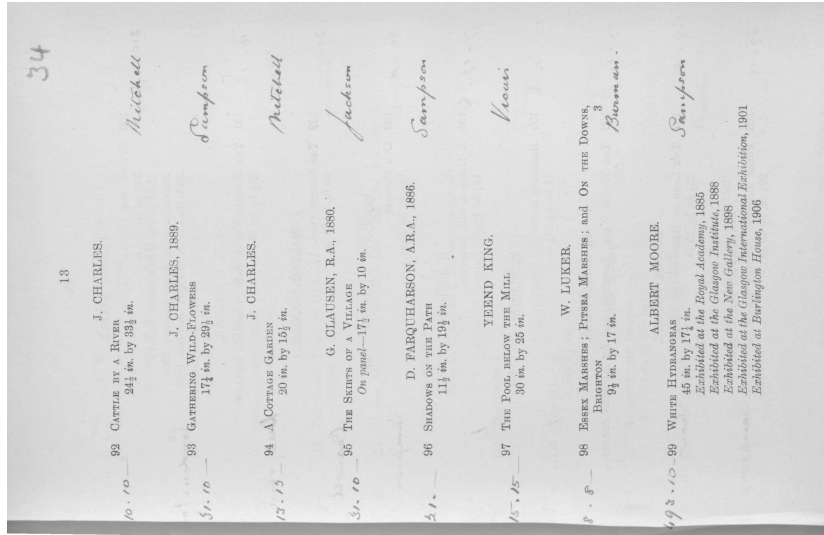 34
13
J. CHARLES.
10.10— 92 CATTLE BY A RIVER Mitchell
24½ in. by 33½ in.
J. CHARLES, 1889.
31.10— 93 GATHERING WILD-FLOWERS Sampson
17¼ in. by 29½ in.
J. CHARLES.
94 A COTTAGE GARDEN Mitchell
20 in. by 15½ in.
G. CLAUSEN, R.A., 1880.
31.10— 95 THE SKIRTS OF A VILLAGE Jackson
On panel—17½ in. by 10 in.
D. FARQUHARSON, A.R.A., 1886.
21.— 96 SHADOWS ON THE PATH Sampson
11½ in. by 19½ in.
YEEND KING.
15.15— 97 THE POOL BELOW THE MILL Vicars
30 in. by 25 in.
W. LUKER.
8.8— 98 ESSEX MARSHES; PITSEA MARSHES; and ON THE DOWNS,
BRIGHTON 3 Burman.
9½ in. by 17 in.
ALBERT MOORE.
493.10— 99 WHITE HYDRANGEAS Sampson
45 in. by 17¼ in.
Exhibited at the Royal Academy, 1885
Exhibited at the Glasgow Institute, 1888
Exhibited at the New Gallery, 1898
Exhibited at the Glasgow International Exhibition, 1901
Exhibited at Burlington House, 1906